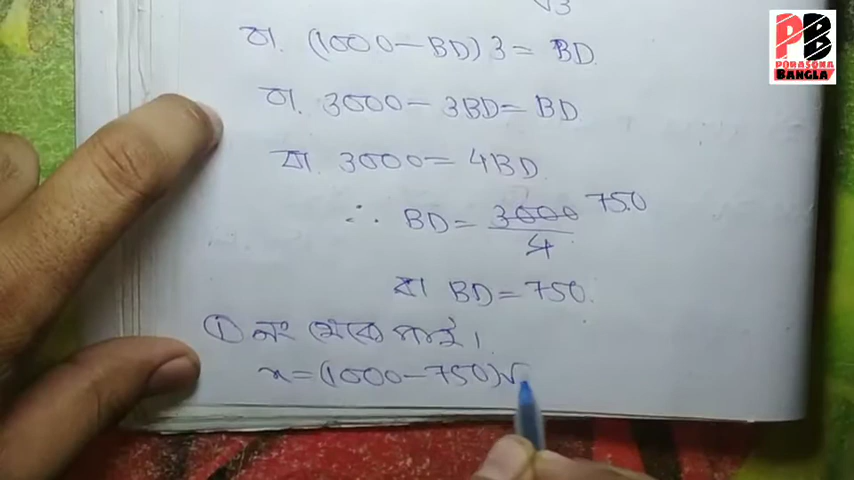 √3
বা. (1000 − BD) 3 = BD
বা. 3000 − 3BD = BD
বা. 3000 = 4BD
∴ BD = 3000/4 750
বা BD = 750.
① নং থেকে পাই।
x = (1000 − 750)√
PB
PORASONA
BANGLA